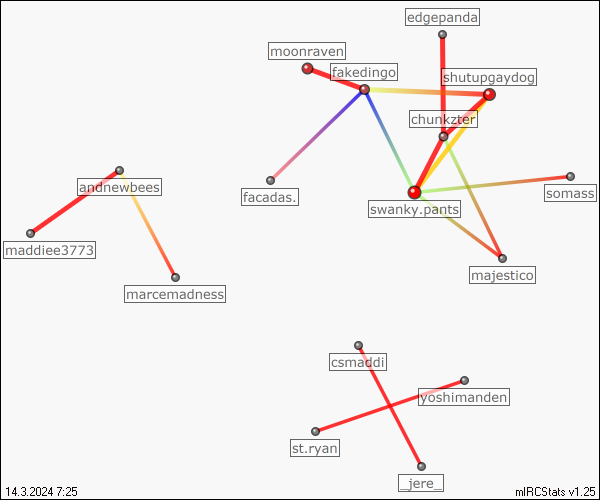 edgepanda
moonraven
fakedingo
shutupgaydog
chunkzter
andnewbees
facadas.
somass
swanky.pants
maddiee3773
majestico
marcemadness
csmaddi
yoshimanden
st.ryan
_jere_
14.3.2024 7:25
mIRCStats v1.25